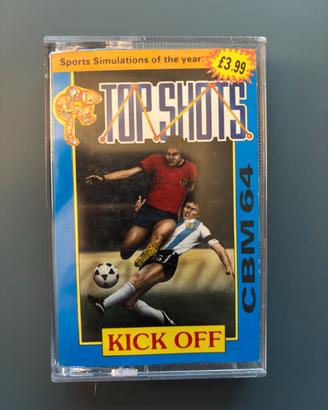 Sports Simulations of the year
£3.99
TOP SHOTS
CBM 64
KICK OFF